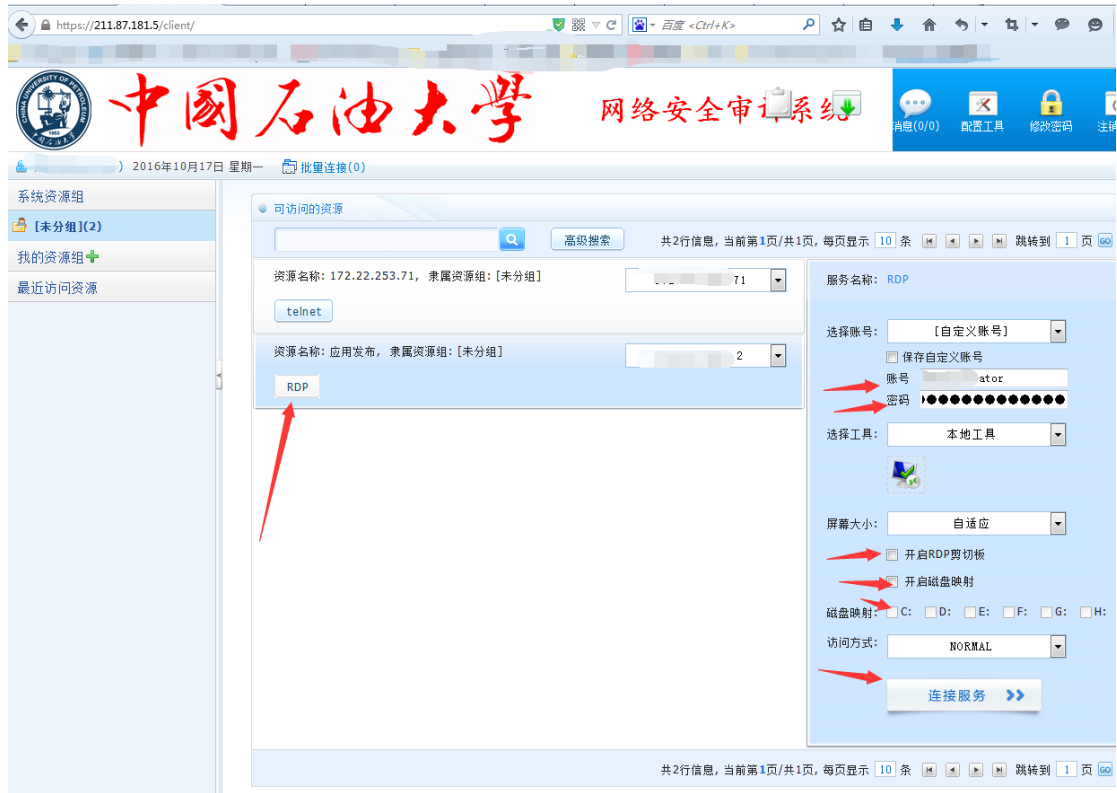 https://211.87.181.5/client/
百度 <Ctrl+K>
CHINA UNIVERSITY OF PETROLEUM
1953
中國石油大學
网络安全审计系统
消息(0/0)
配置工具
修改密码
) 2016年10月17日 星期一
批里连接(0)
系统资源组
[未分组](2)
我的资源组
最近访问资源
可访问的资源
高级搜索
共2行信息, 当前第1页/共1页, 每页显示 10 条
跳转到 1 页 GO
资源名称: 172.22.253.71, 隶属资源组: [未分组]
71
telnet
资源名称: 应用发布, 隶属资源组: [未分组]
2
RDP
服务名称: RDP
选择账号: [自定义账号]
保存自定义账号
账号 ator
密码
选择工具: 本地工具
屏幕大小: 自适应
开启RDP剪切板
开启磁盘映射
磁盘映射: C: D: E: F: G: H:
访问方式: NORMAL
连接服务
共2行信息, 当前第1页/共1页, 每页显示 10 条
跳转到 1 页 GO